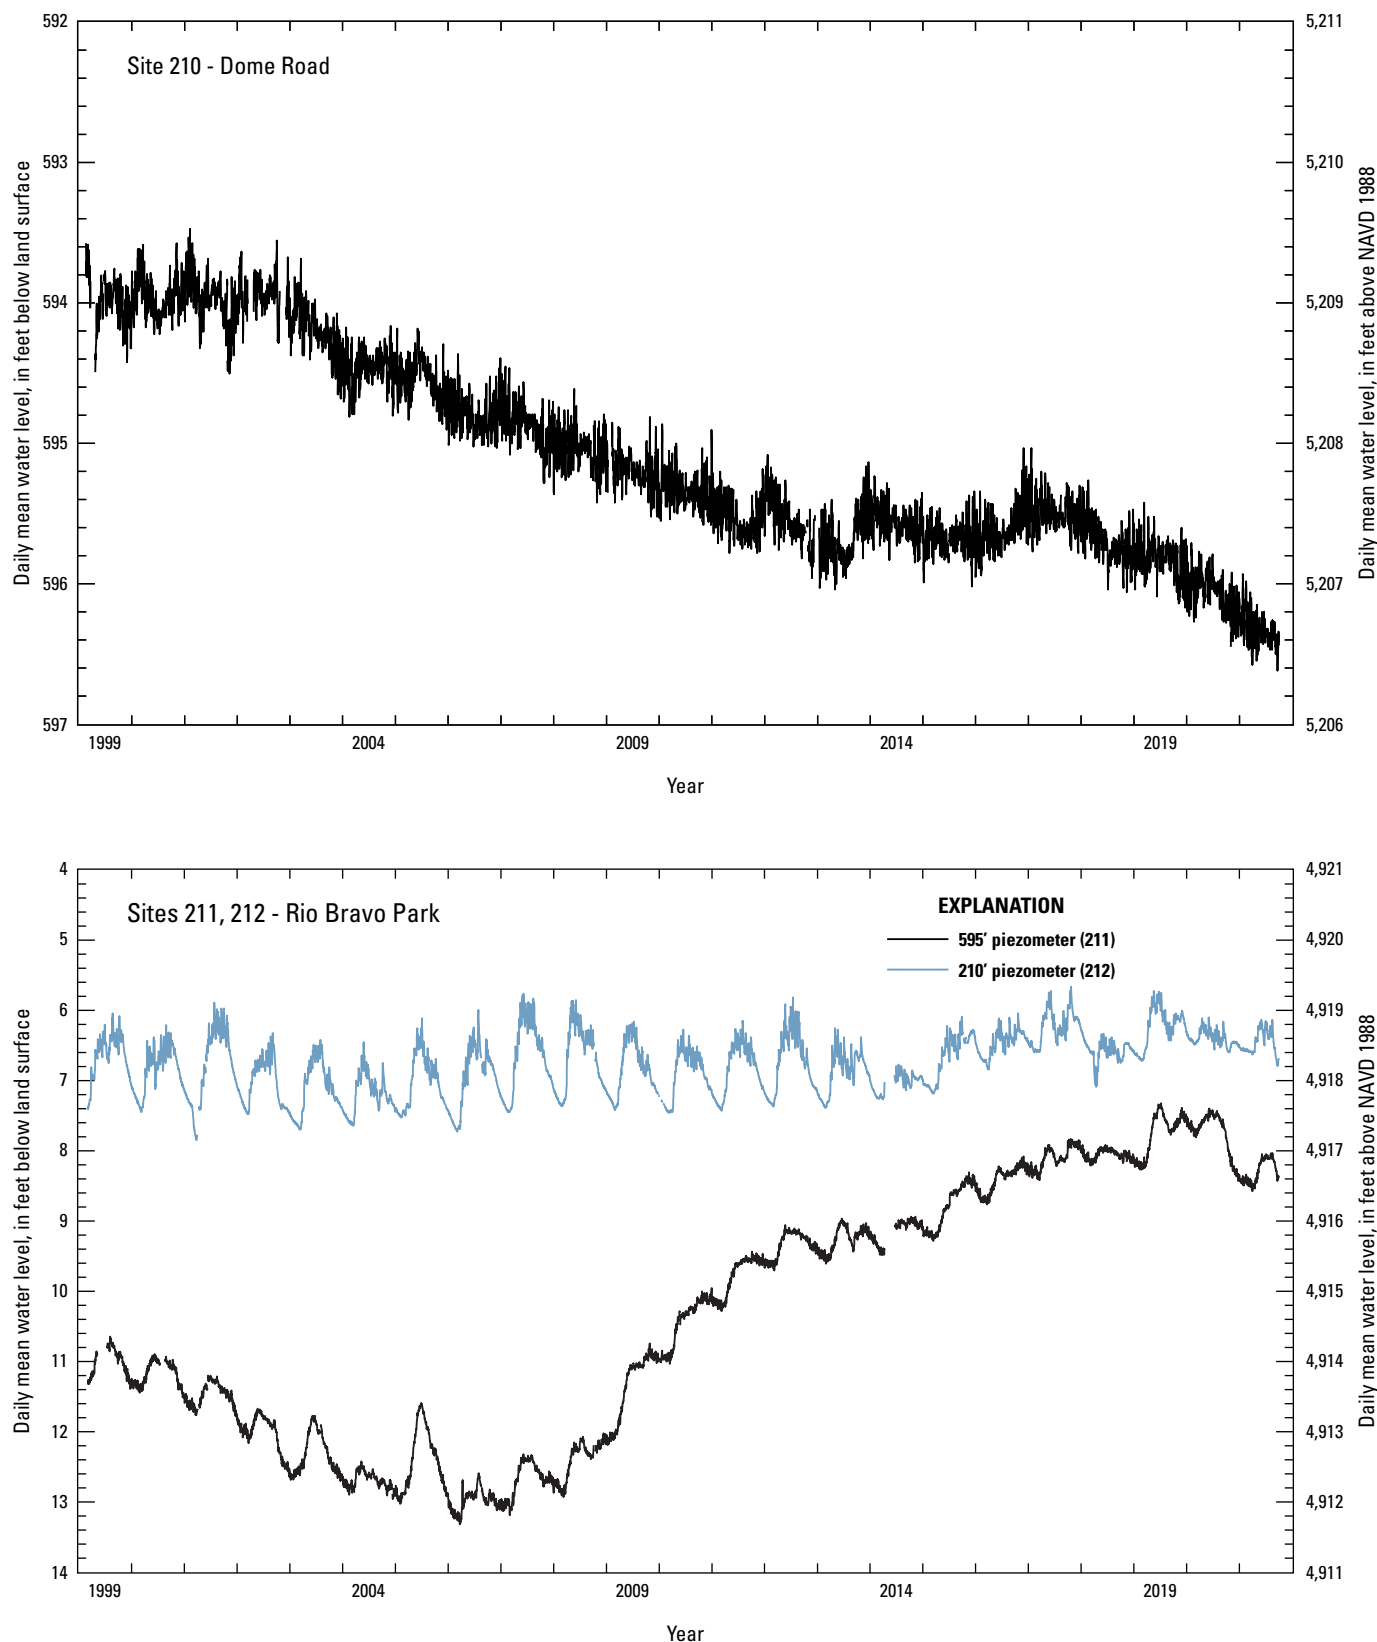 Site 210 - Dome Road
Daily mean water level, in feet below land surface
592
593
594
595
596
597
5,211
5,210
5,209
5,208
5,207
5,206
Daily mean water level, in feet above NAVD 1988
1999 2004 2009 2014 2019
Year
Sites 211, 212 - Rio Bravo Park
EXPLANATION
595’ piezometer (211)
210’ piezometer (212)
Daily mean water level, in feet below land surface
4
5
6
7
8
9
10
11
12
13
14
4,921
4,920
4,919
4,918
4,917
4,916
4,915
4,914
4,913
4,912
4,911
Daily mean water level, in feet above NAVD 1988
1999 2004 2009 2014 2019
Year